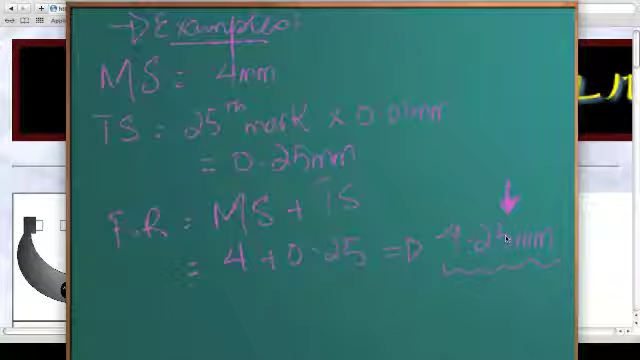 → Examples:
MS = 4mm
TS = 25th mark × 0.01mm
= 0.25mm
F.R = MS + TS
= 4 + 0.25 => 4.25mm